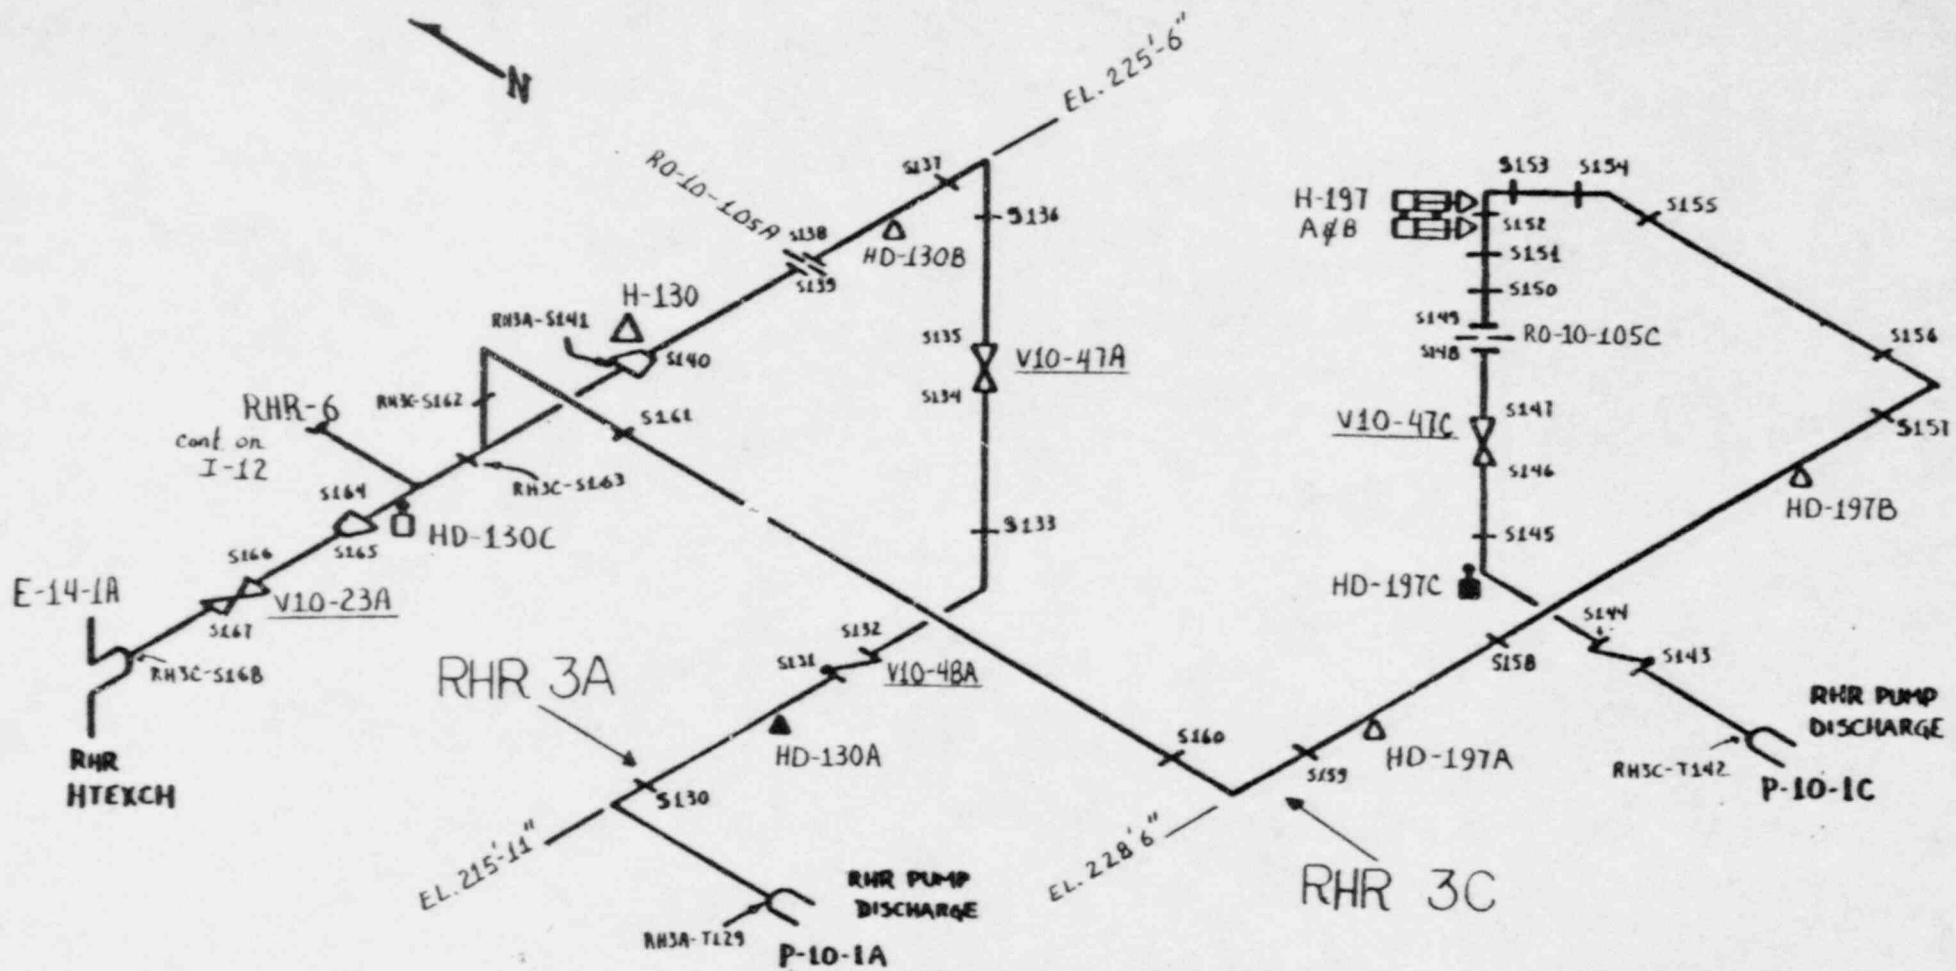 N
EL. 225'-6"
S137
RO-10-105A
S138
S139
HD-130B
S136
H-130
RH3A-S141
S140
S135
V10-47A
S134
RH3C-S162
S161
RHR-6
Cont on
I-12
RH3C-S163
S164
S165
HD-130C
S133
S166
S167
V10-23A
E-14-1A
RH3C-S168
RHR
HTEXCH
S132
S131
V10-48A
RHR 3A
HD-130A
S130
EL. 215'-11"
RH3A-T129
RHR PUMP
DISCHARGE
P-10-1A
H-197
A&B
S153
S154
S155
S152
S151
S150
S149
S148
RO-10-105C
S156
S147
V10-47C
S146
S157
HD-197B
S145
HD-197C
S144
S143
S158
RHR PUMP
DISCHARGE
RH3C-T142
P-10-1C
S160
S159
HD-197A
EL. 228'6"
RHR 3C